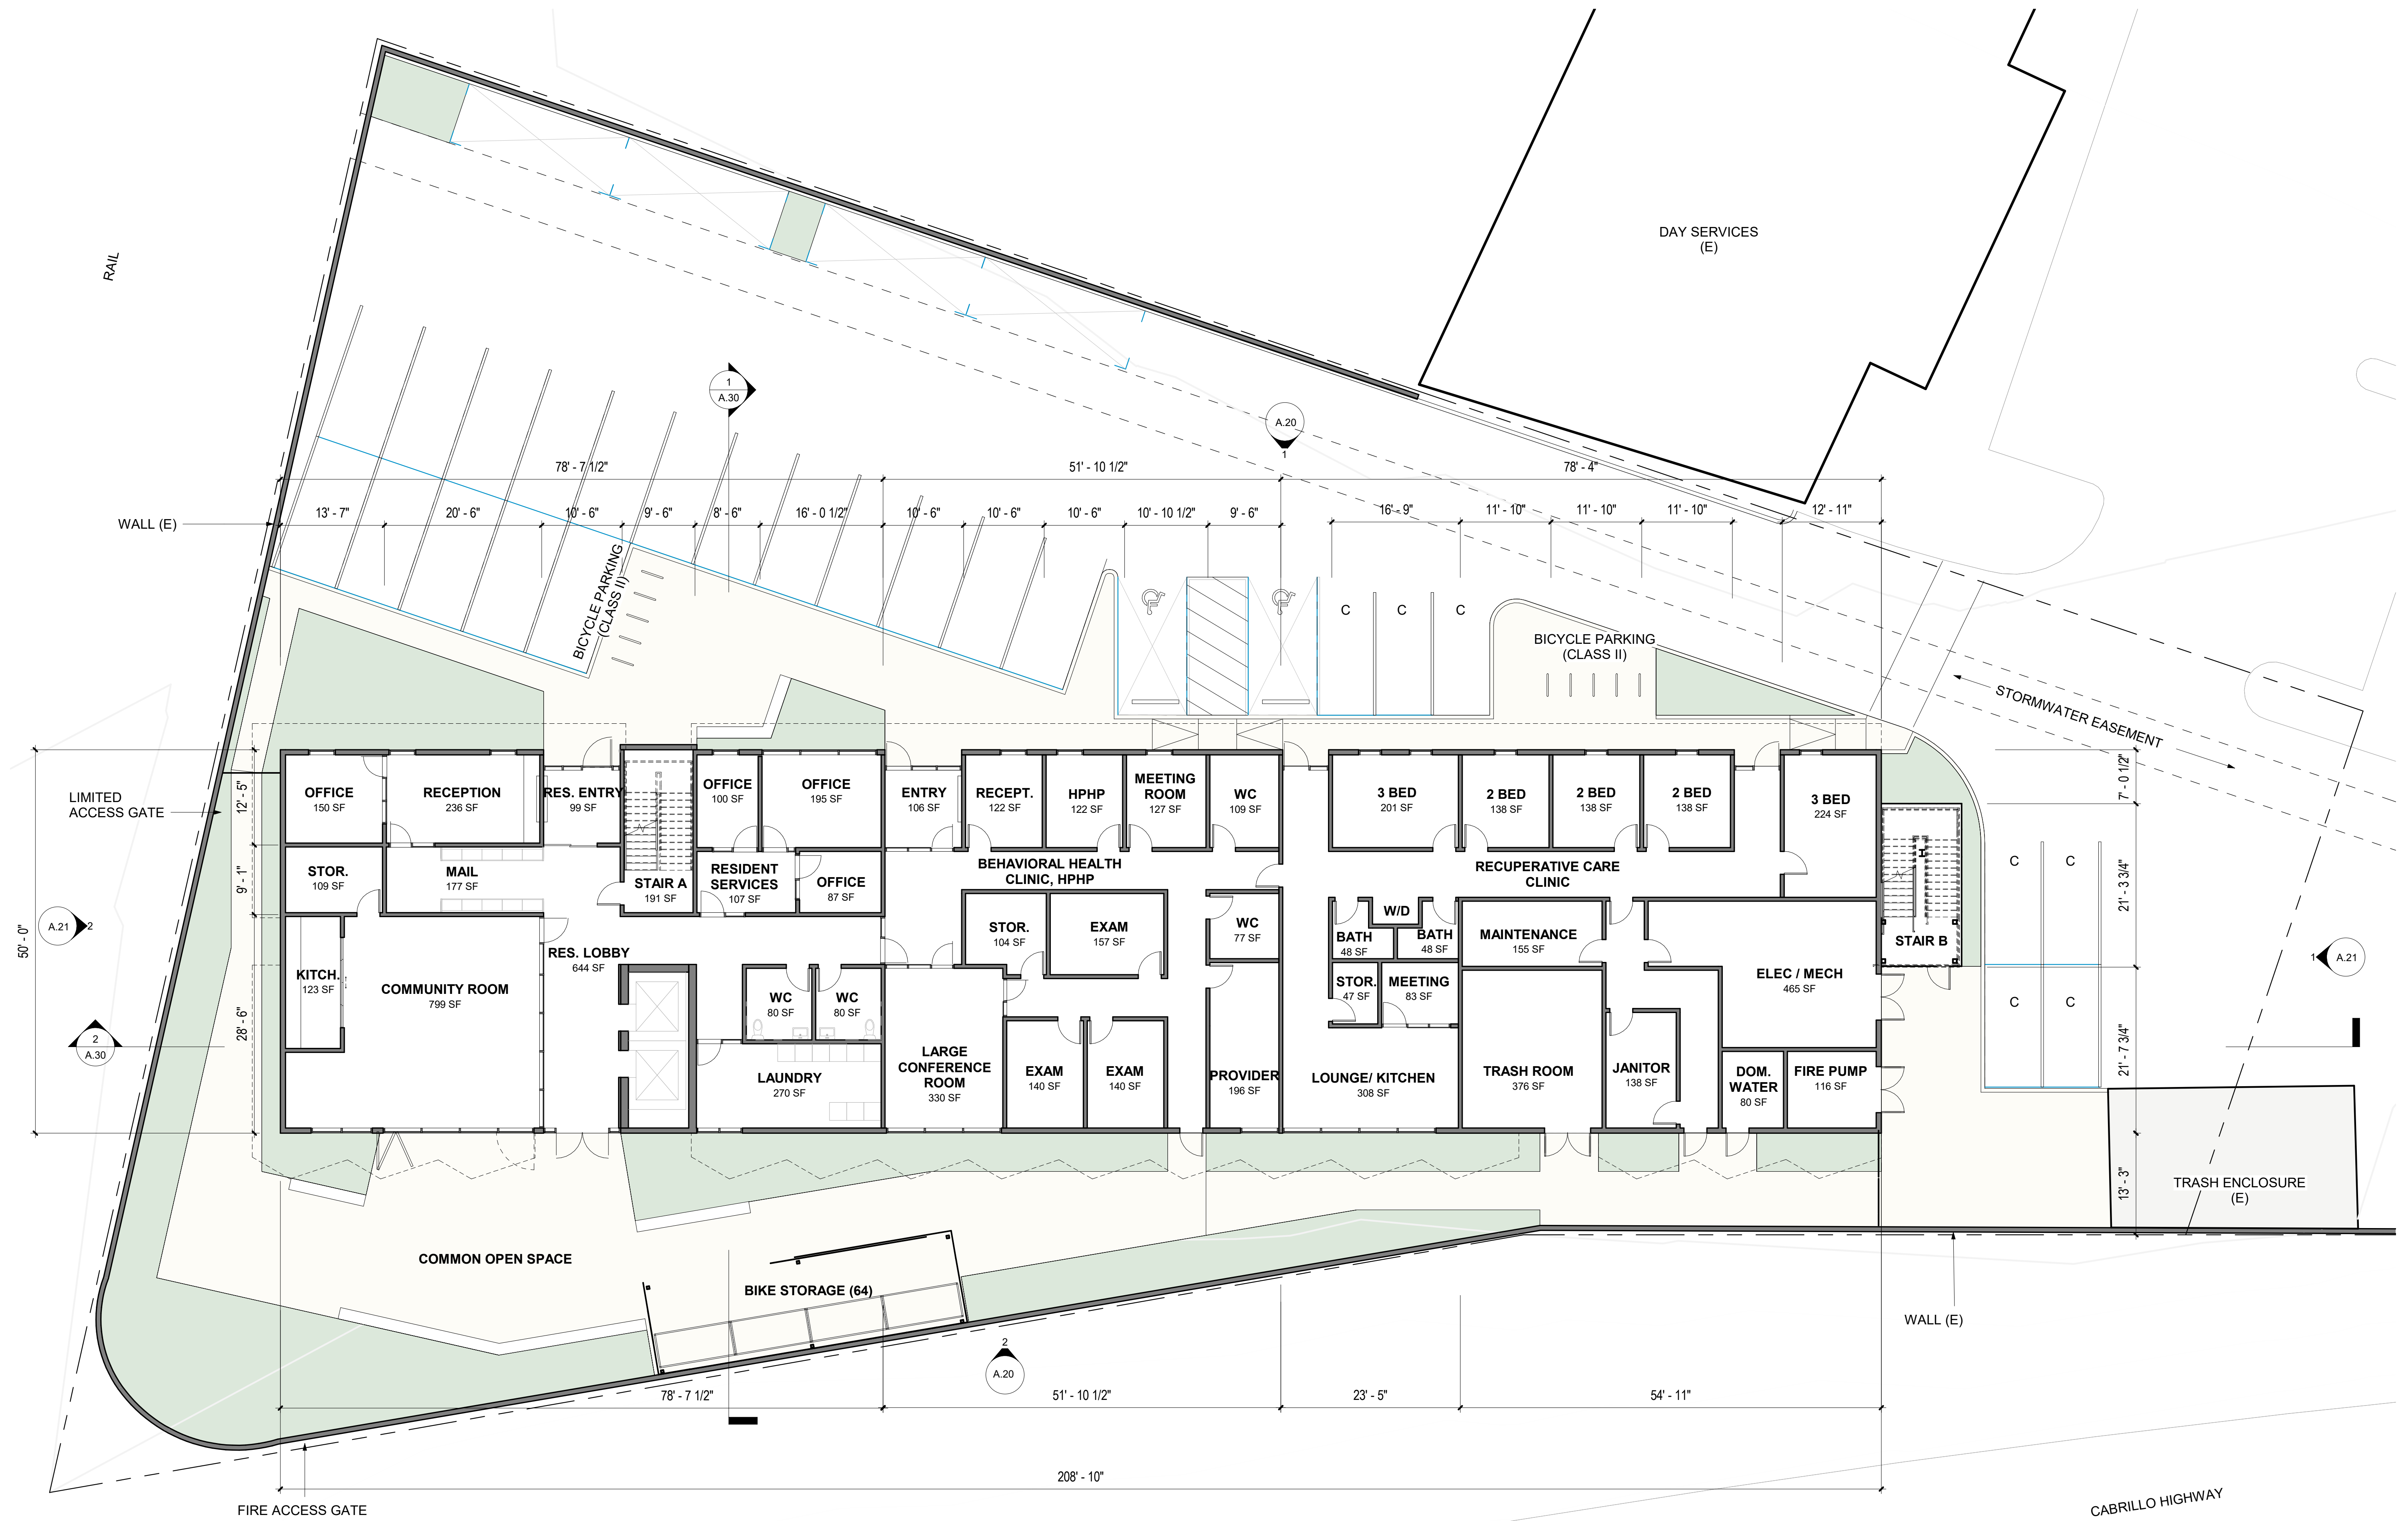 DAY SERVICES
(E)
RAIL
1
A.30
A.20
1
78' - 7 1/2"
51' - 10 1/2"
78' - 4"
13' - 7"
20' - 6"
10' - 6"
9' - 6"
8' - 6"
16' - 0 1/2"
10' - 6"
10' - 6"
10' - 6"
10' - 10 1/2"
9' - 6"
16' - 9"
11' - 10"
11' - 10"
11' - 10"
12' - 11"
WALL (E)
BICYCLE PARKING
(CLASS II)
C
C
C
BICYCLE PARKING
(CLASS II)
STORMWATER EASEMENT
LIMITED
ACCESS GATE
12' - 5"
9' - 1"
28' - 6"
50' - 0"
A.21
2
2
A.30
OFFICE
150 SF
RECEPTION
236 SF
RES. ENTRY
99 SF
OFFICE
100 SF
OFFICE
195 SF
ENTRY
106 SF
RECEPT.
122 SF
HPHP
122 SF
MEETING
ROOM
127 SF
WC
109 SF
3 BED
201 SF
2 BED
138 SF
2 BED
138 SF
2 BED
138 SF
3 BED
224 SF
STOR.
109 SF
MAIL
177 SF
STAIR A
191 SF
RESIDENT
SERVICES
107 SF
OFFICE
87 SF
BEHAVIORAL HEALTH
CLINIC, HPHP
RECUPERATIVE CARE
CLINIC
KITCH.
123 SF
COMMUNITY ROOM
799 SF
RES. LOBBY
644 SF
WC
80 SF
WC
80 SF
LAUNDRY
270 SF
STOR.
104 SF
EXAM
157 SF
WC
77 SF
LARGE
CONFERENCE
ROOM
330 SF
EXAM
140 SF
EXAM
140 SF
PROVIDER
196 SF
BATH
48 SF
W/D
BATH
48 SF
STOR.
47 SF
MEETING
83 SF
LOUNGE/ KITCHEN
308 SF
MAINTENANCE
155 SF
TRASH ROOM
376 SF
JANITOR
138 SF
ELEC / MECH
465 SF
DOM.
WATER
80 SF
FIRE PUMP
116 SF
H
STAIR B
C
C
C
C
7' - 0 1/2"
21' - 3 3/4"
21' - 7 3/4"
13' - 3"
1
A.21
TRASH ENCLOSURE
(E)
COMMON OPEN SPACE
BIKE STORAGE (64)
WALL (E)
2
A.20
78' - 7 1/2"
51' - 10 1/2"
23' - 5"
54' - 11"
208' - 10"
FIRE ACCESS GATE
CABRILLO HIGHWAY